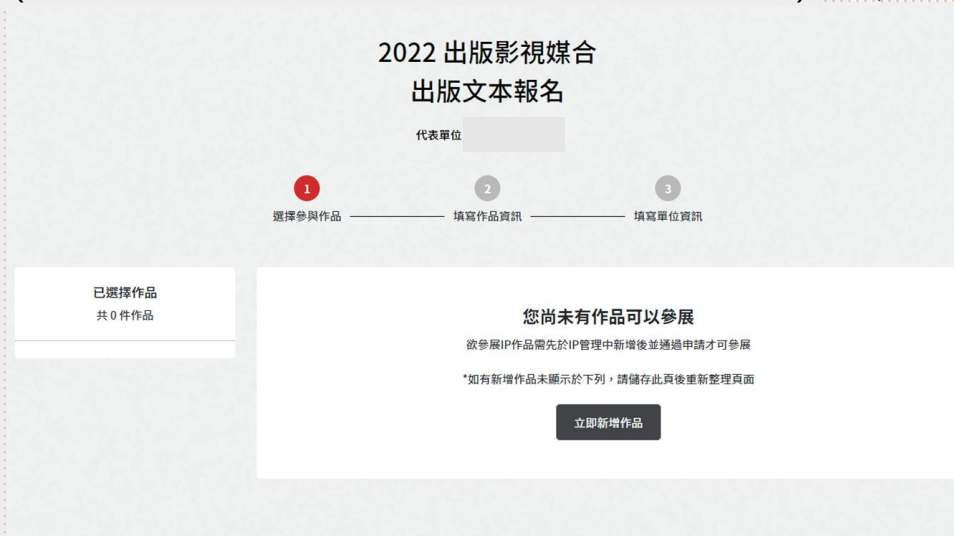 2022 出版影視媒合
出版文本報名
代表單位
1
2
3
選擇參與作品
填寫作品資訊
填寫單位資訊
已選擇作品
共 0 件作品
您尚未有作品可以參展
欲參展IP作品需先於IP管理中新增後並通過申請才可參展
*如有新增作品未顯示於下列，請儲存此頁後重新整理頁面
立即新增作品